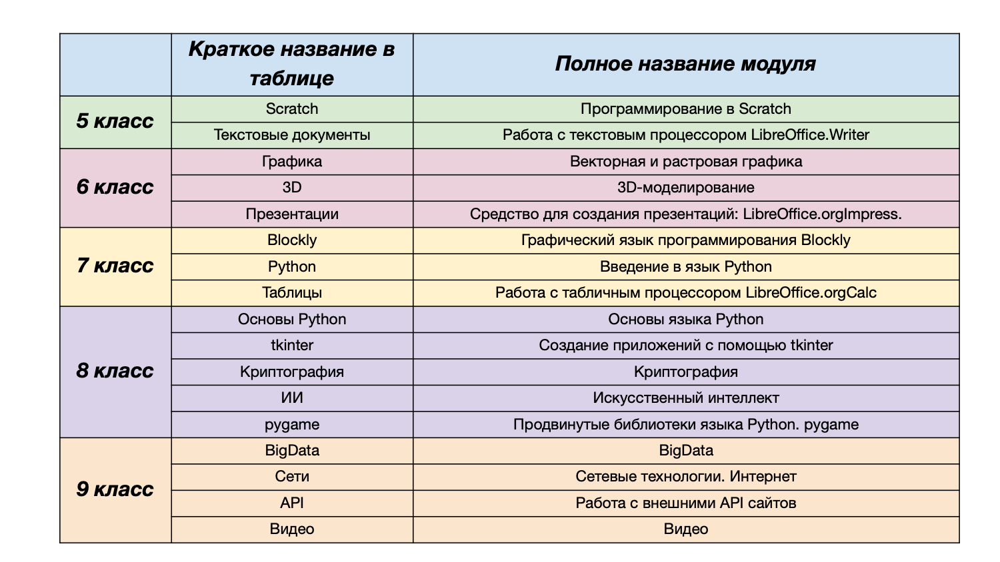 Краткое название в
таблице
Полное название модуля
5 класс
Scratch
Программирование в Scratch
Текстовые документы
Работа с текстовым процессором LibreOffice.Writer
6 класс
Графика
Векторная и растровая графика
3D
3D-моделирование
Презентации
Средство для создания презентаций: LibreOffice.orgImpress.
7 класс
Blockly
Графический язык программирования Blockly
Python
Введение в язык Python
Таблицы
Работа с табличным процессором LibreOffice.orgCalc
8 класс
Основы Python
Основы языка Python
tkinter
Создание приложений с помощью tkinter
Криптография
Криптография
ИИ
Искусственный интеллект
pygame
Продвинутые библиотеки языка Python. pygame
9 класс
BigData
BigData
Сети
Сетевые технологии. Интернет
API
Работа с внешними API сайтов
Видео
Видео